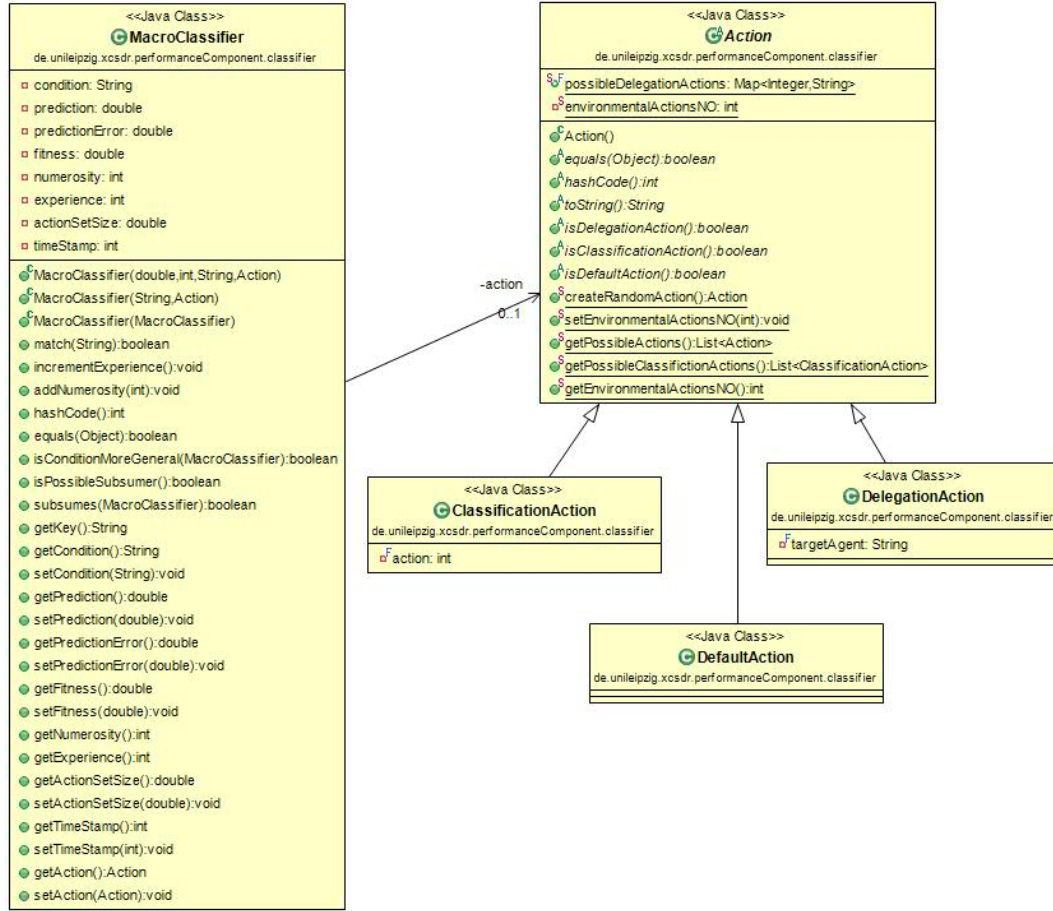 <<Java Class>>
MacroClassifier
de.unileipzig.xcsdr.performanceComponent.classifier
condition: String
prediction: double
predictionError: double
fitness: double
numerosity: int
experience: int
actionSetSize: double
timeStamp: int
MacroClassifier(double,int,String,Action)
MacroClassifier(String,Action)
MacroClassifier(MacroClassifier)
match(String):boolean
incrementExperience():void
addNumerosity(int):void
hashCode():int
equals(Object):boolean
isConditionMoreGeneral(MacroClassifier):boolean
isPossibleSubsumer():boolean
subsumes(MacroClassifier):boolean
getKey():String
getCondition():String
setCondition(String):void
getPrediction():double
setPrediction(double):void
getPredictionError():double
setPredictionError(double):void
getFitness():double
setFitness(double):void
getNumerosity():int
getExperience():int
getActionSetSize():double
setActionSetSize(double):void
getTimeStamp():int
setTimeStamp(int):void
getAction():Action
setAction(Action):void
-action
0..1
<<Java Class>>
Action
de.unileipzig.xcsdr.performanceComponent.classifier
possibleDelegationActions: Map<Integer,String>
environmentalActionsNO: int
Action()
equals(Object):boolean
hashCode():int
toString():String
isDelegationAction():boolean
isClassificationAction():boolean
isDefaultAction():boolean
createRandomAction():Action
setEnvironmentalActionsNO(int):void
getPossibleActions():List<Action>
getPossibleClassifictionActions():List<ClassificationAction>
getEnvironmentalActionsNO():int
<<Java Class>>
ClassificationAction
de.unileipzig.xcsdr.performanceComponent.classifier
action: int
<<Java Class>>
DelegationAction
de.unileipzig.xcsdr.performanceComponent.classifier
targetAgent: String
<<Java Class>>
DefaultAction
de.unileipzig.xcsdr.performanceComponent.classifier